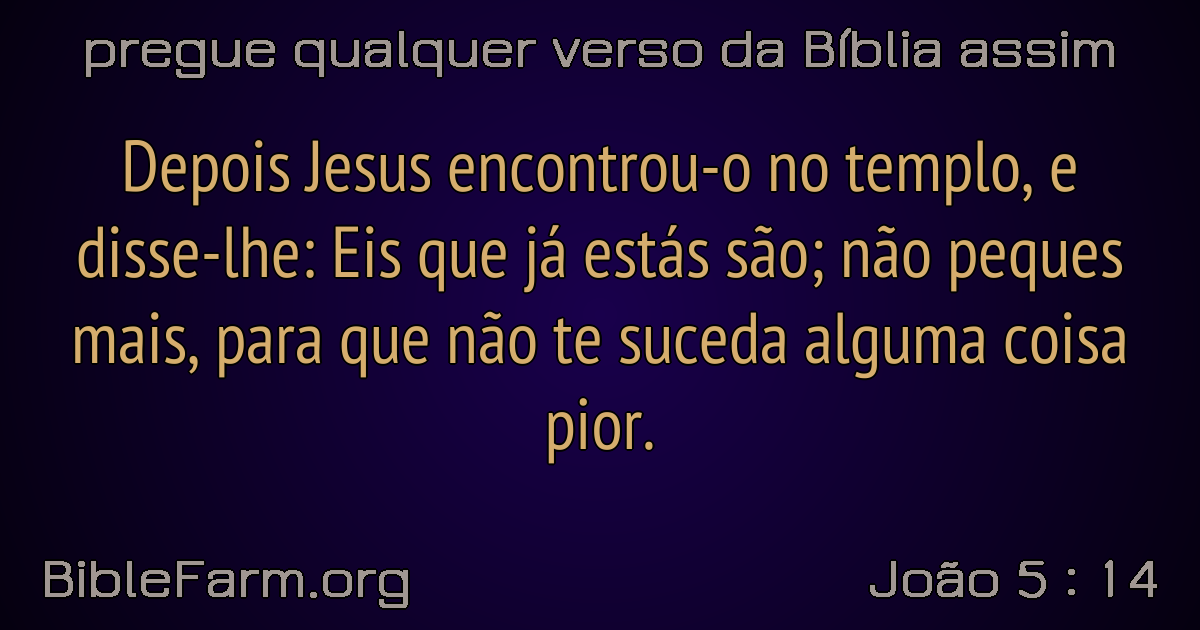 pregue qualquer verso da Bíblia assim
Depois Jesus encontrou-o no templo, e
disse-lhe: Eis que já estás são; não peques
mais, para que não te suceda alguma coisa
pior.
BibleFarm.org
João 5 : 14